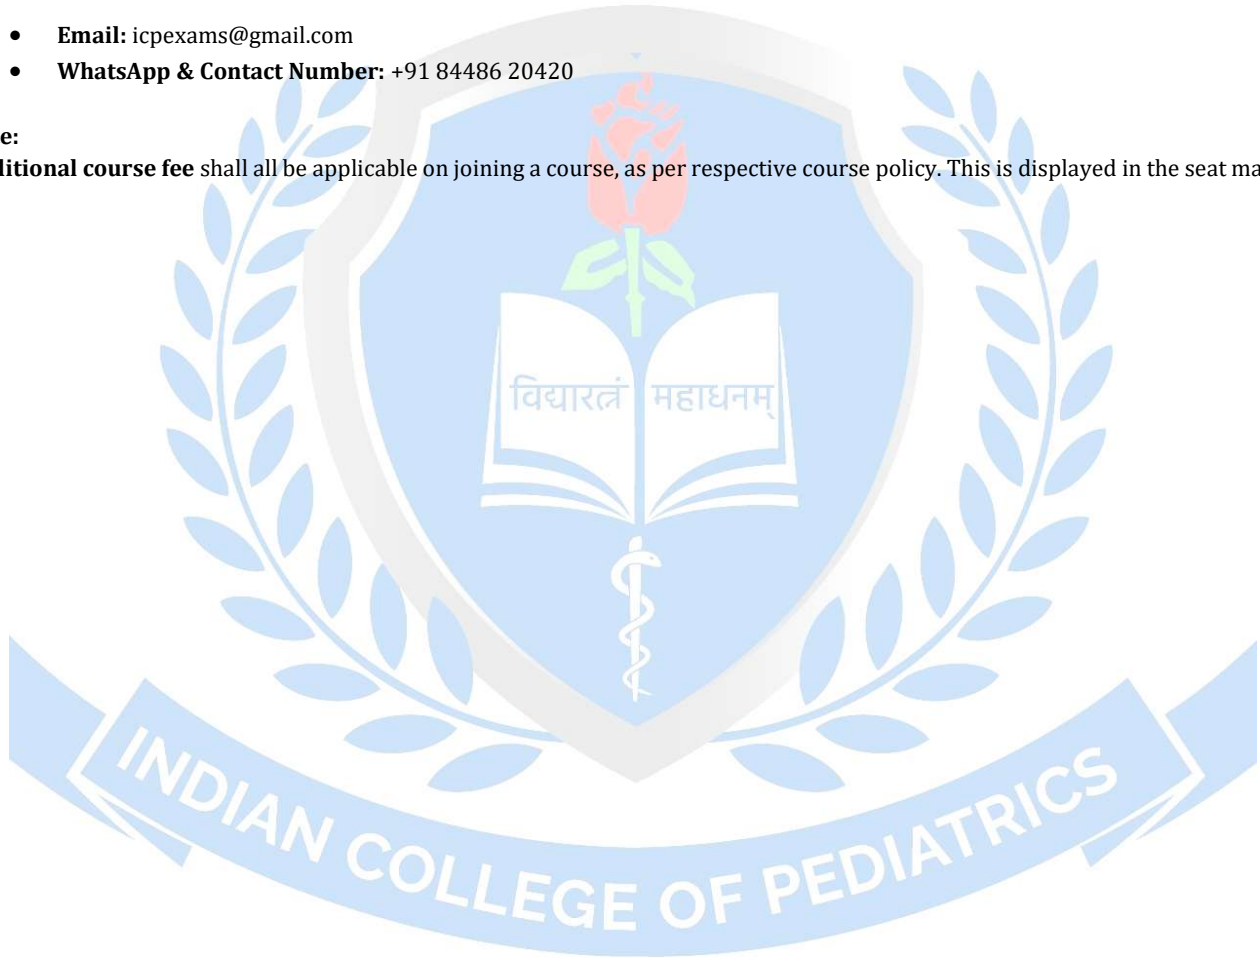 • Email: icpexams@gmail.com
• WhatsApp & Contact Number: +91 84486 20420
e:
litional course fee shall all be applicable on joining a course, as per respective course policy. This is displayed in the seat ma
विद्यारत्नं महाधनम्
INDIAN COLLEGE OF PEDIATRICS